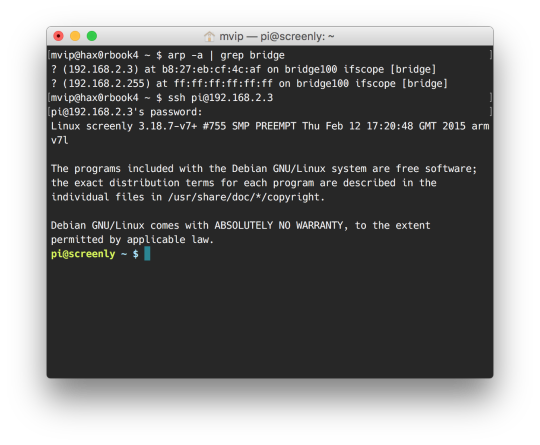 mvip — pi@screenly: ~
[mvip@hax0rbook4 ~ $ arp -a | grep bridge ]
? (192.168.2.3) at b8:27:eb:cf:4c:af on bridge100 ifscope [bridge]
? (192.168.2.255) at ff:ff:ff:ff:ff:ff on bridge100 ifscope [bridge]
[mvip@hax0rbook4 ~ $ ssh pi@192.168.2.3 ]
[pi@192.168.2.3's password: ]
Linux screenly 3.18.7-v7+ #755 SMP PREEMPT Thu Feb 12 17:20:48 GMT 2015 arm
v7l
The programs included with the Debian GNU/Linux system are free software;
the exact distribution terms for each program are described in the
individual files in /usr/share/doc/*/copyright.
Debian GNU/Linux comes with ABSOLUTELY NO WARRANTY, to the extent
permitted by applicable law.
pi@screenly ~ $